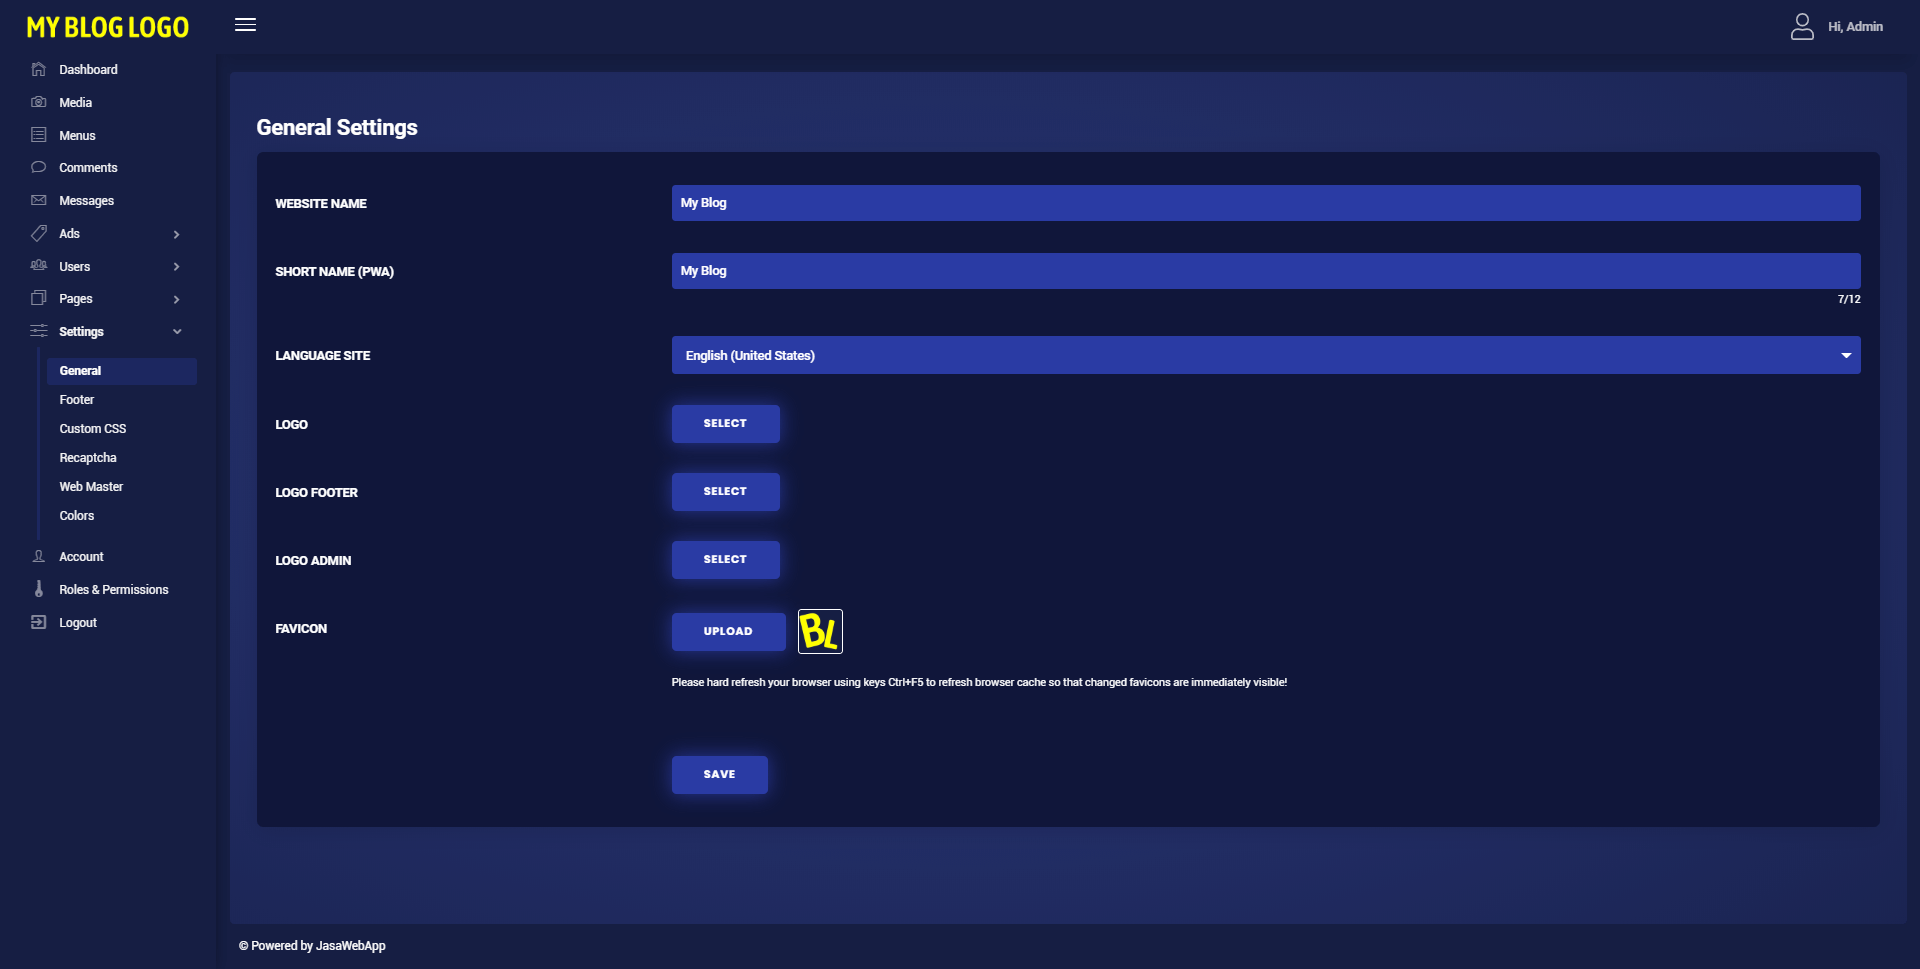 MY BLOG LOGO
Hi, Admin
Dashboard
Media
Menus
Comments
Messages
Ads
Users
Pages
Settings
General
Footer
Custom CSS
Recaptcha
Web Master
Colors
Account
Roles & Permissions
Logout
General Settings
WEBSITE NAME
My Blog
SHORT NAME (PWA)
My Blog
7/12
LANGUAGE SITE
English (United States)
LOGO
SELECT
LOGO FOOTER
SELECT
LOGO ADMIN
SELECT
FAVICON
UPLOAD
BL
Please hard refresh your browser using keys Ctrl+F5 to refresh browser cache so that changed favicons are immediately visible!
SAVE
© Powered by JasaWebApp